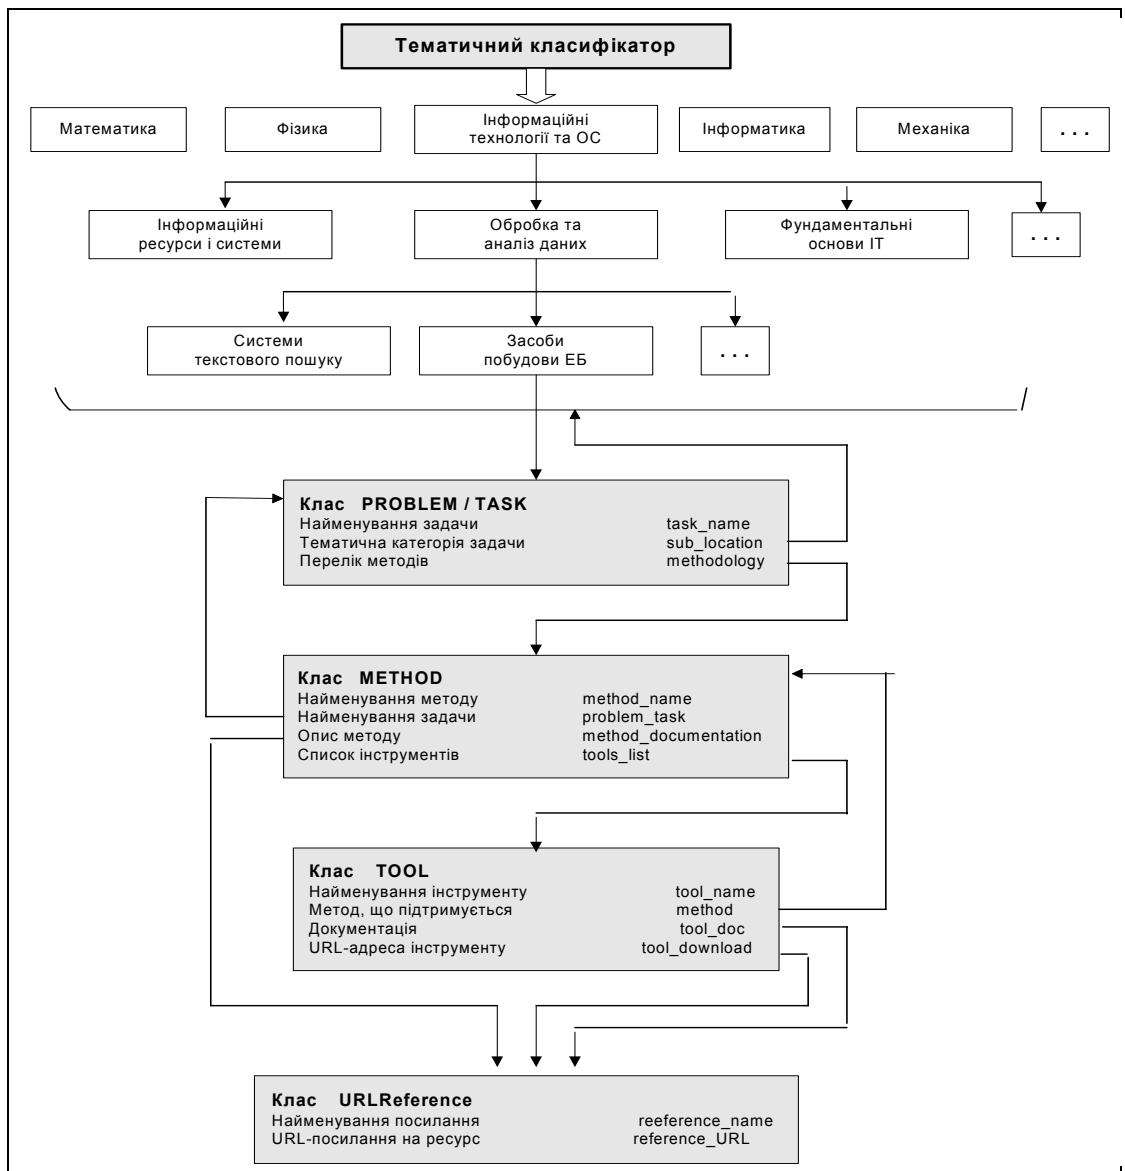 Тематичний класифікатор
Математика
Фізика
Інформаційні
технології та ОС
Інформатика
Механіка
. . .
Інформаційні
ресурси і системи
Обробка та
аналіз даних
Фундаментальні
основи ІТ
. . .
Системи
текстового пошуку
Засоби
побудови ЕБ
. . .
Клас PROBLEM / TASK
Найменування задачи task_name
Тематична категорія задачи sub_location
Перелік методів methodology
Клас METHOD
Найменування методу method_name
Найменування задачи problem_task
Опис методу method_documentation
Список інструментів tools_list
Клас TOOL
Найменування інструменту tool_name
Метод, що підтримується method
Документація tool_doc
URL-адреса інструменту tool_download
Клас URLReference
Найменування посилання reeference_name
URL-посилання на ресурс reference_URL